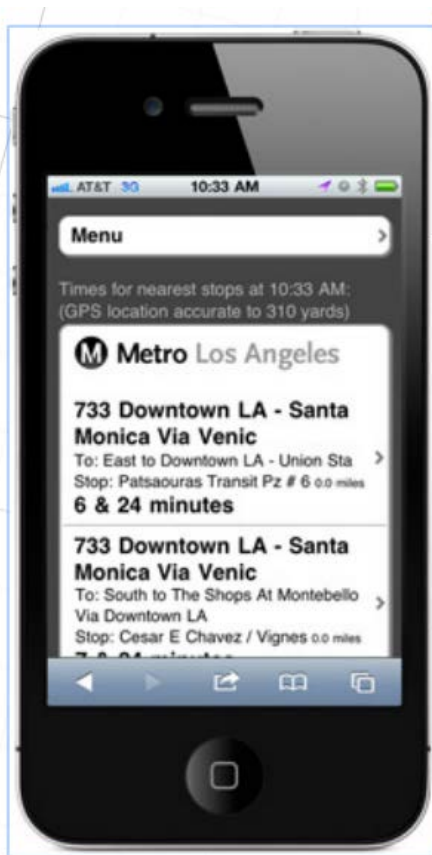 AT&T 3G 10:33 AM
Menu
Times for nearest stops at 10:33 AM:
(GPS location accurate to 310 yards)
M Metro Los Angeles
733 Downtown LA - Santa
Monica Via Venic
To: East to Downtown LA - Union Sta
Stop: Patsaouras Transit Pz # 6 0.0 miles
6 & 24 minutes
733 Downtown LA - Santa
Monica Via Venic
To: South to The Shops At Montebello
Via Downtown LA
Stop: Cesar E Chavez / Vignes 0.0 miles